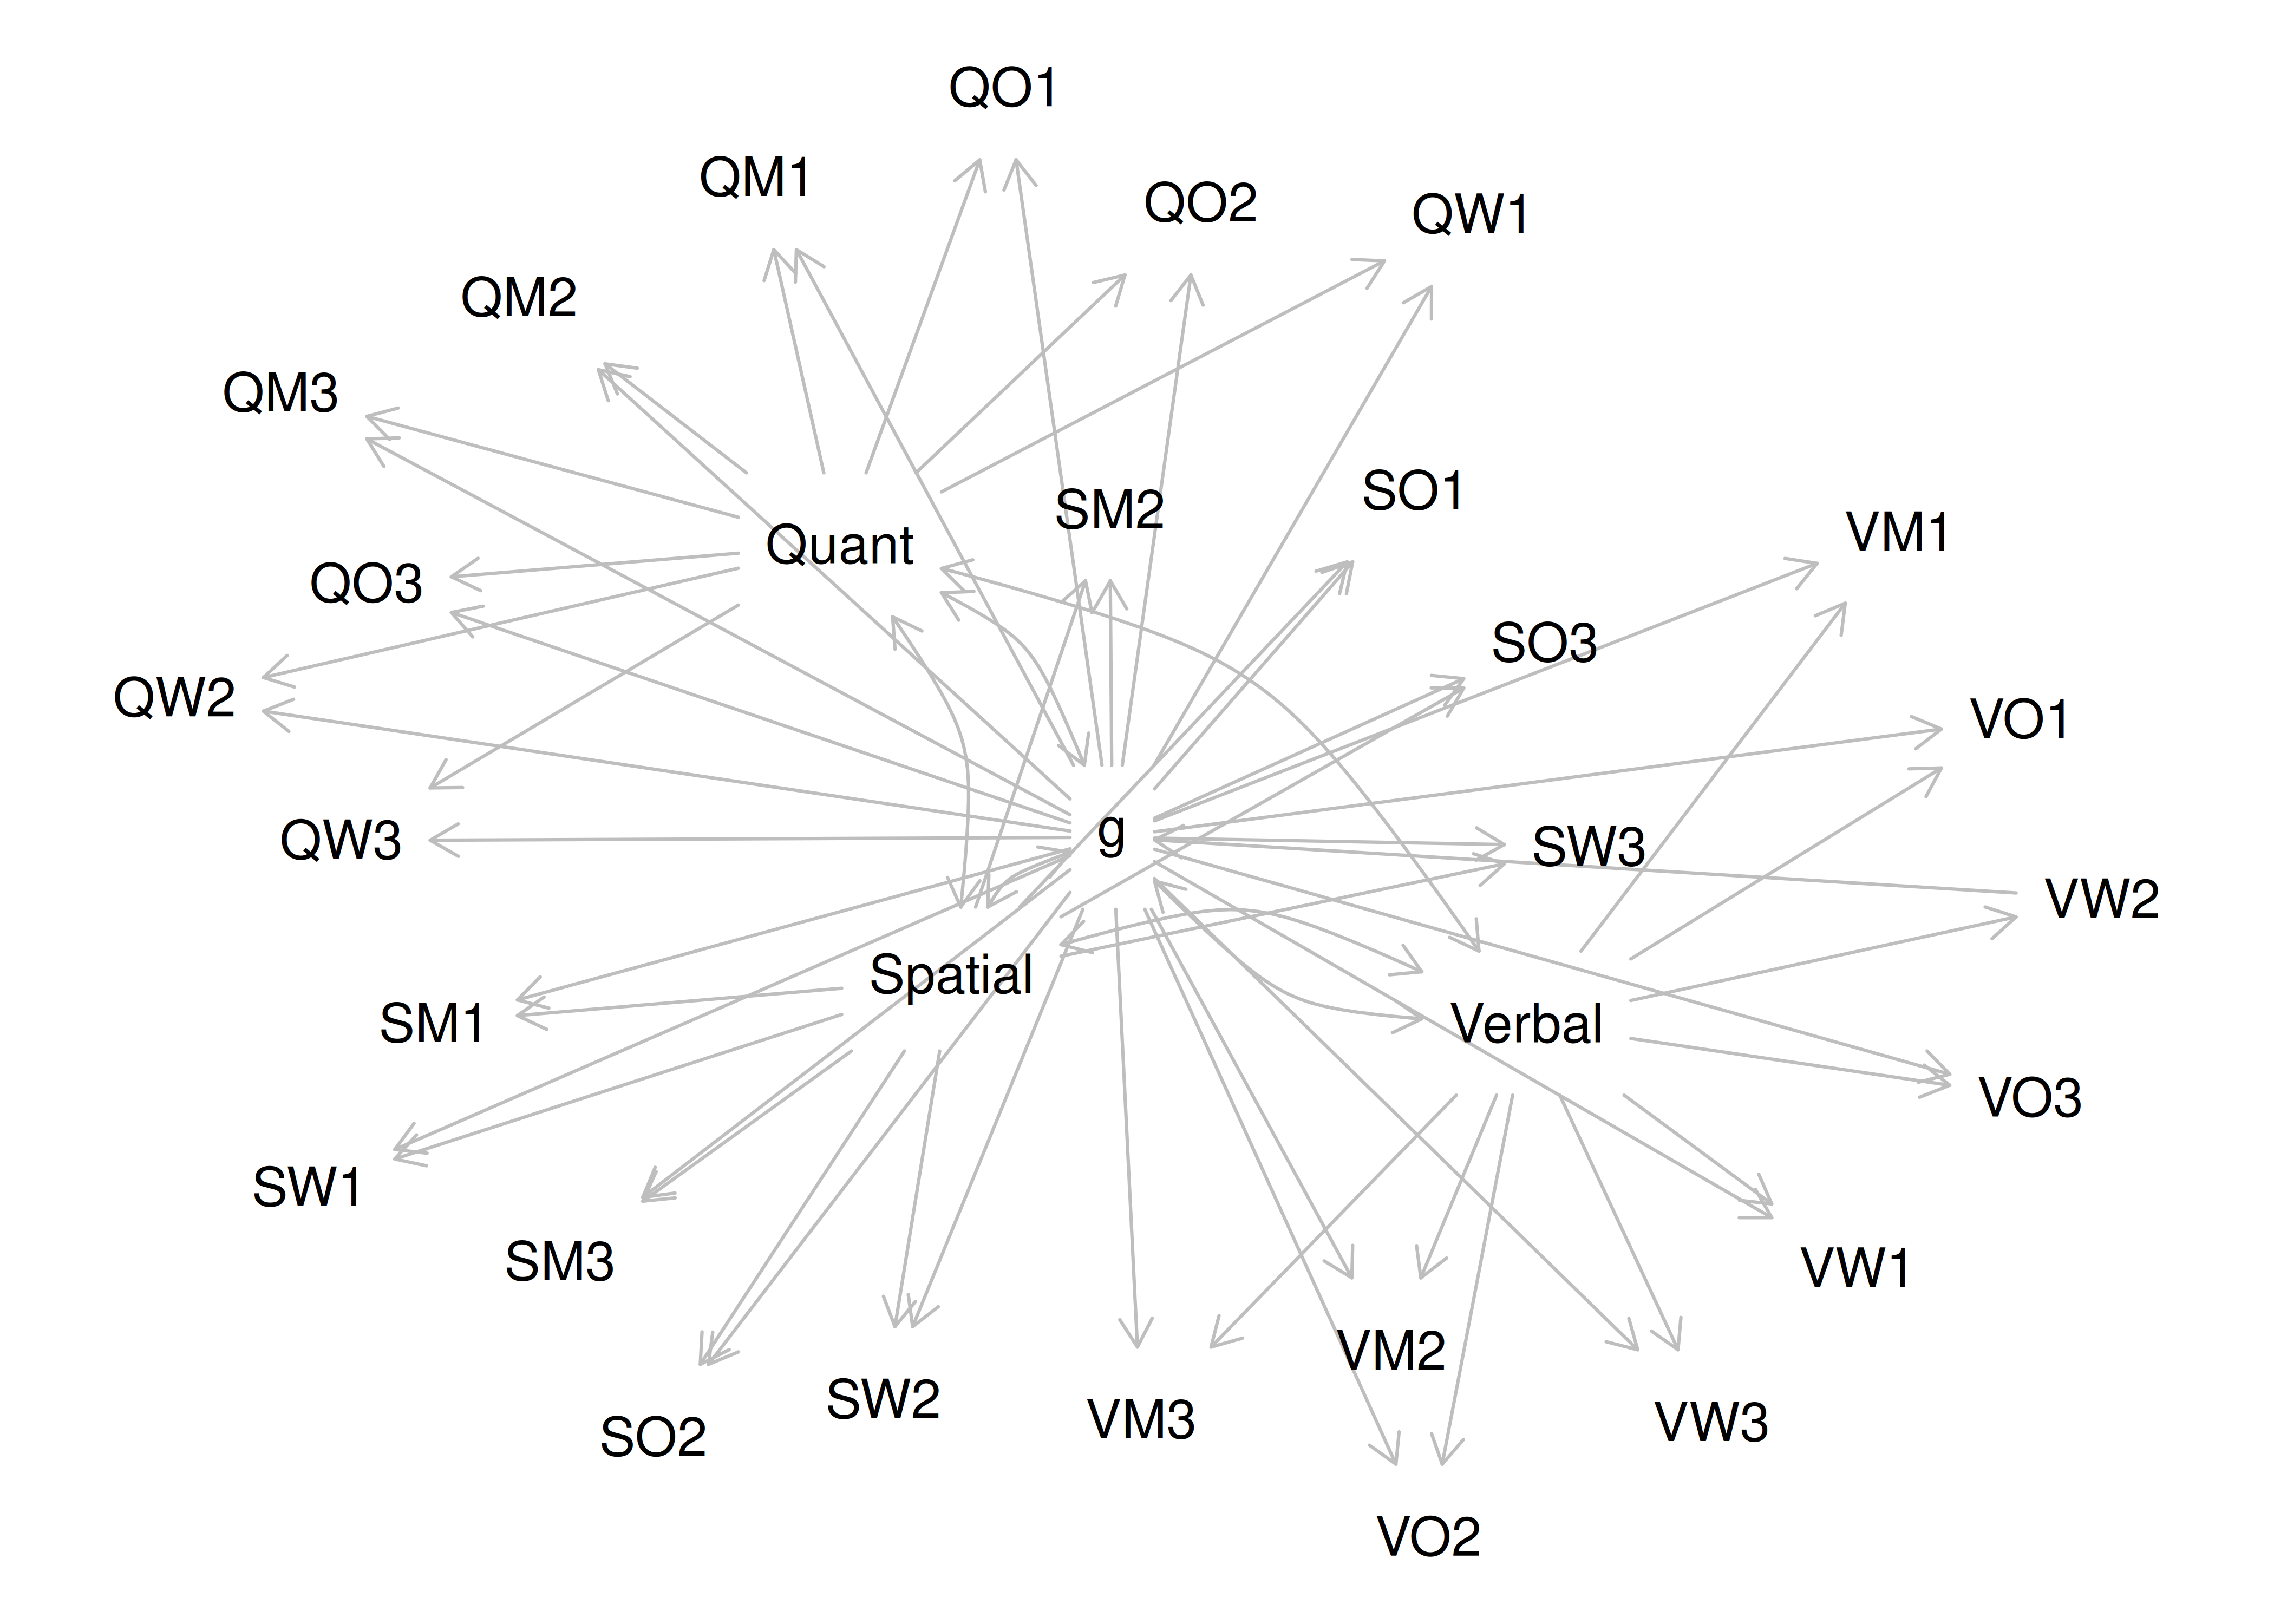 QO1
QM1
QO2
QW1
QM2
QM3
SO1
SM2
VM1
Quant
QO3
SO3
QW2
VO1
g
QW3
SW3
VW2
Spatial
SM1
Verbal
VO3
SW1
SM3
VW1
VM2
SW2
VM3
VW3
SO2
VO2